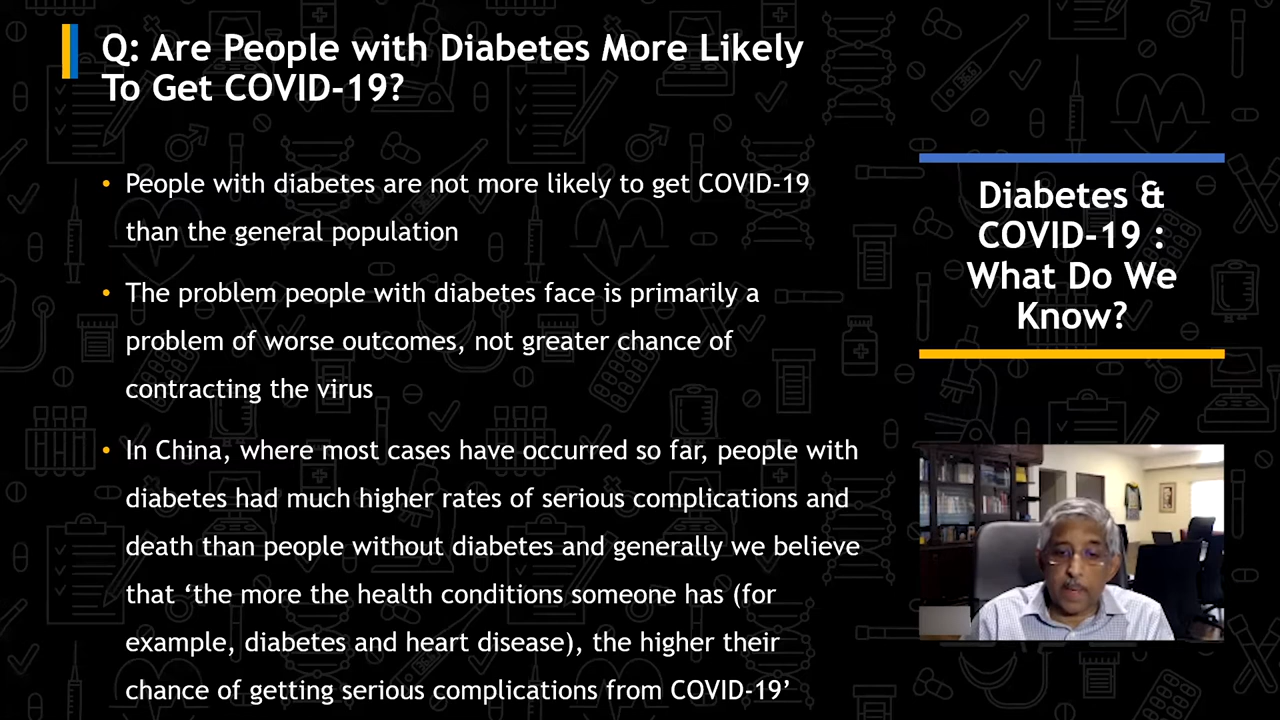 Q: Are People with Diabetes More Likely
To Get COVID-19?
• People with diabetes are not more likely to get COVID-19
than the general population
• The problem people with diabetes face is primarily a
problem of worse outcomes, not greater chance of
contracting the virus
• In China, where most cases have occurred so far, people with
diabetes had much higher rates of serious complications and
death than people without diabetes and generally we believe
that ‘the more the health conditions someone has (for
example, diabetes and heart disease), the higher their
chance of getting serious complications from COVID-19’
Diabetes &
COVID-19 :
What Do We
Know?